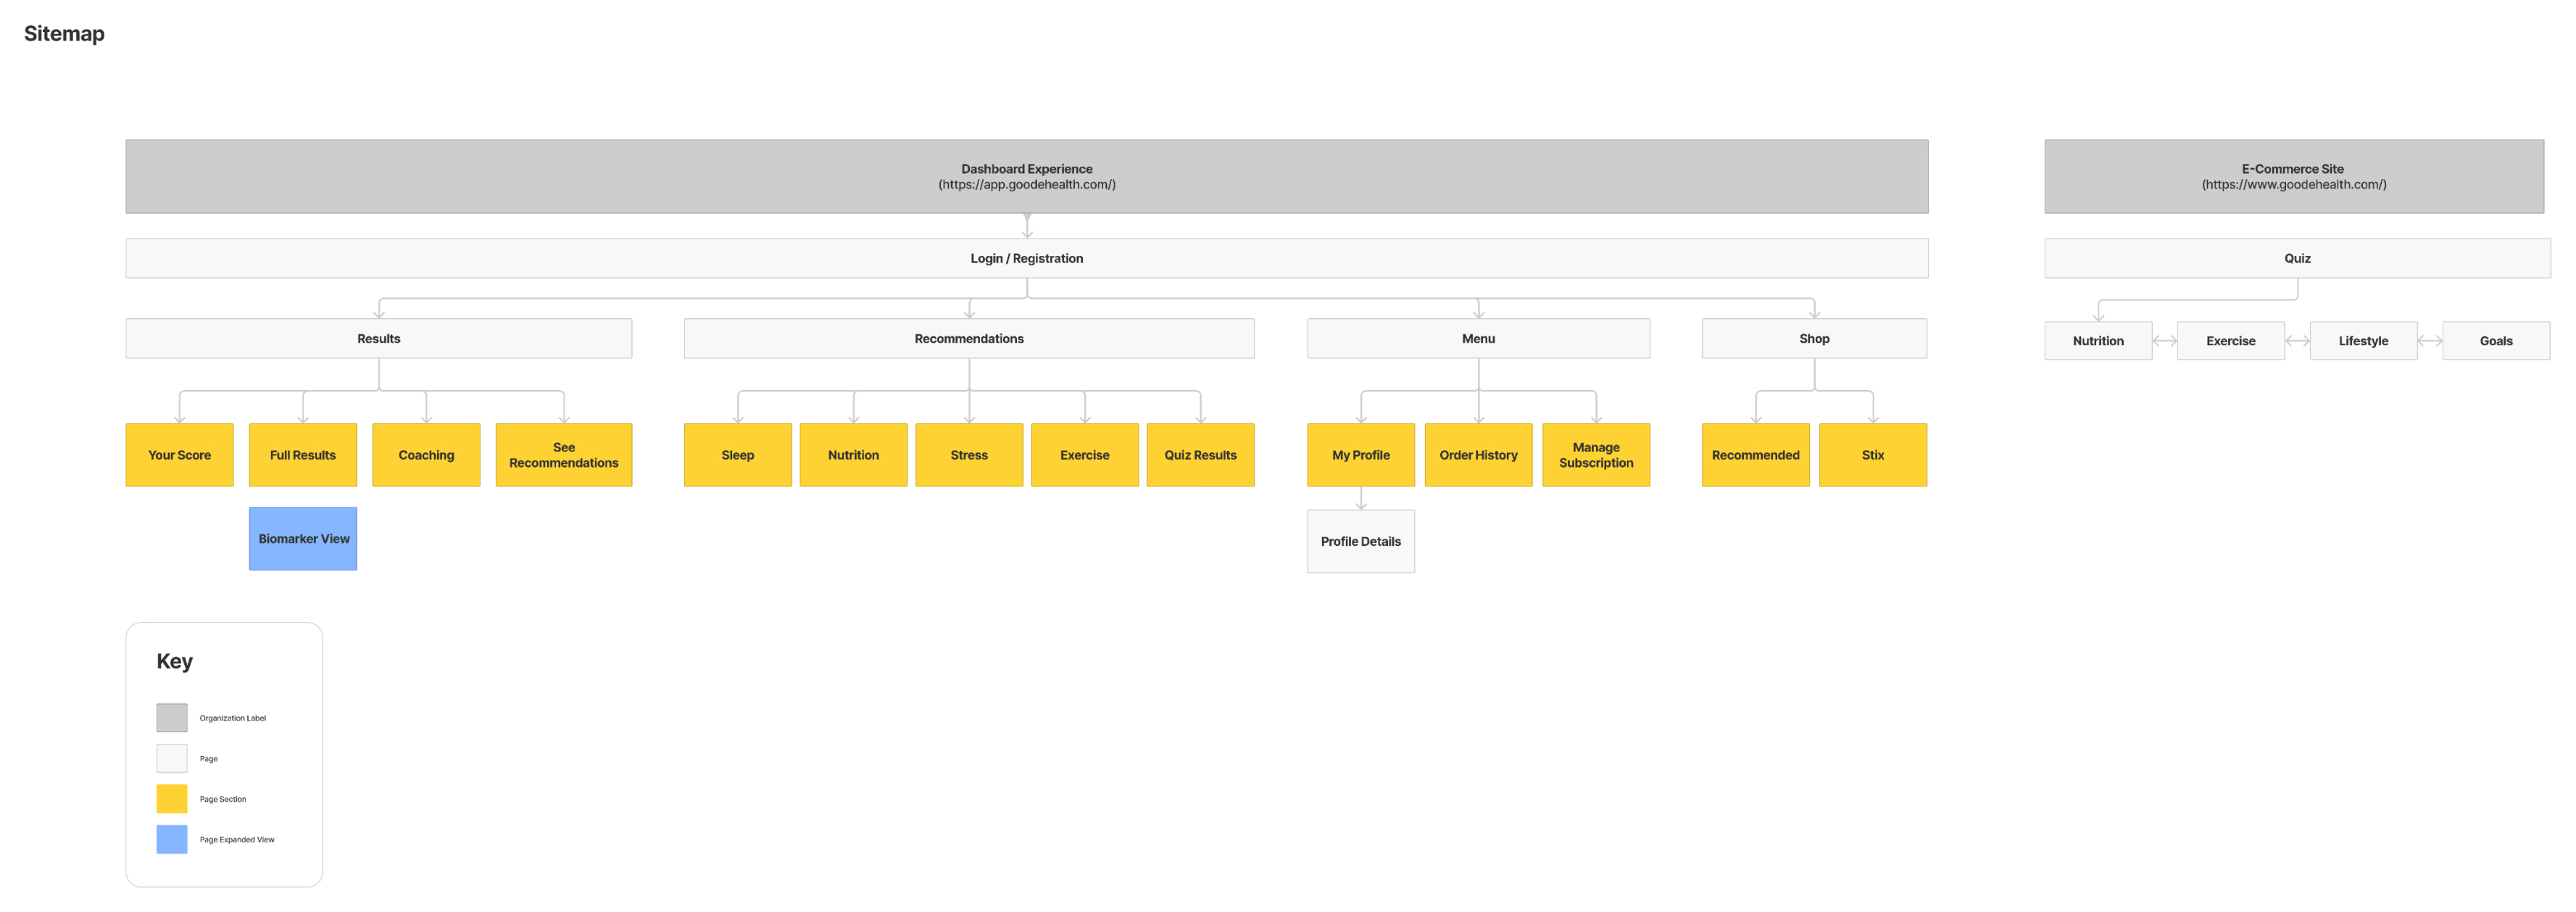 Sitemap
Dashboard Experience
(https://app.goodehealth.com/)
E-Commerce Site
(https://www.goodehealth.com/)
Login / Registration
Quiz
Results
Recommendations
Menu
Shop
Nutrition
Exercise
Lifestyle
Goals
Your Score
Full Results
Coaching
See
Recommendations
Sleep
Nutrition
Stress
Exercise
Quiz Results
My Profile
Order History
Manage
Subscription
Recommended
Stix
Biomarker View
Profile Details
Key
Organization Label
Page
Page Section
Page Expanded View